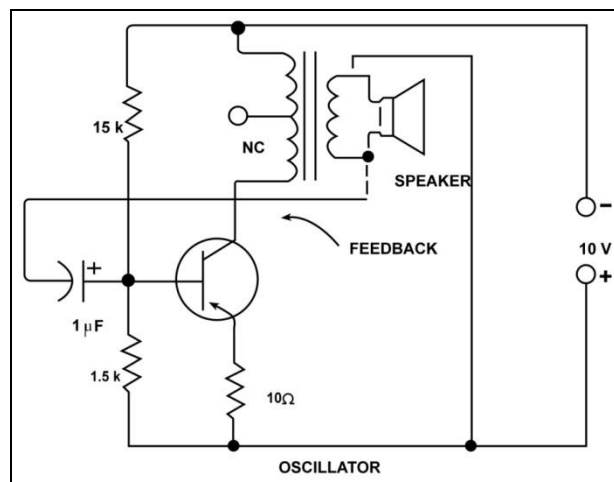 15 k
NC
SPEAKER
FEEDBACK
−
10 V
+
+
1 µF
1.5 k
10Ω
OSCILLATOR